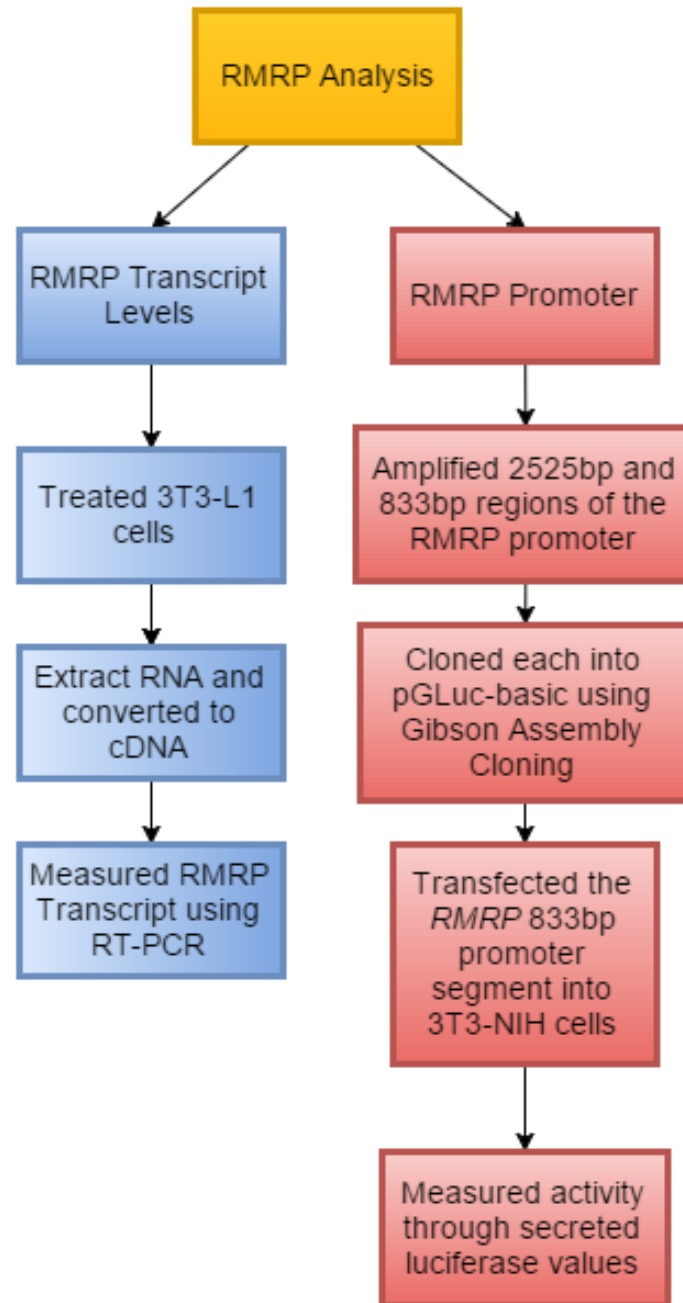 RMRP Analysis
RMRP Transcript
Levels
Treated 3T3-L1
cells
Extract RNA and
converted to
cDNA
Measured RMRP
Transcript using
RT-PCR
RMRP Promoter
Amplified 2525bp and
833bp regions of the
RMRP promoter
Cloned each into
pGLuc-basic using
Gibson Assembly
Cloning
Transfected the
RMRP 833bp
promoter
segment into
3T3-NIH cells
Measured activity
through secreted
luciferase values